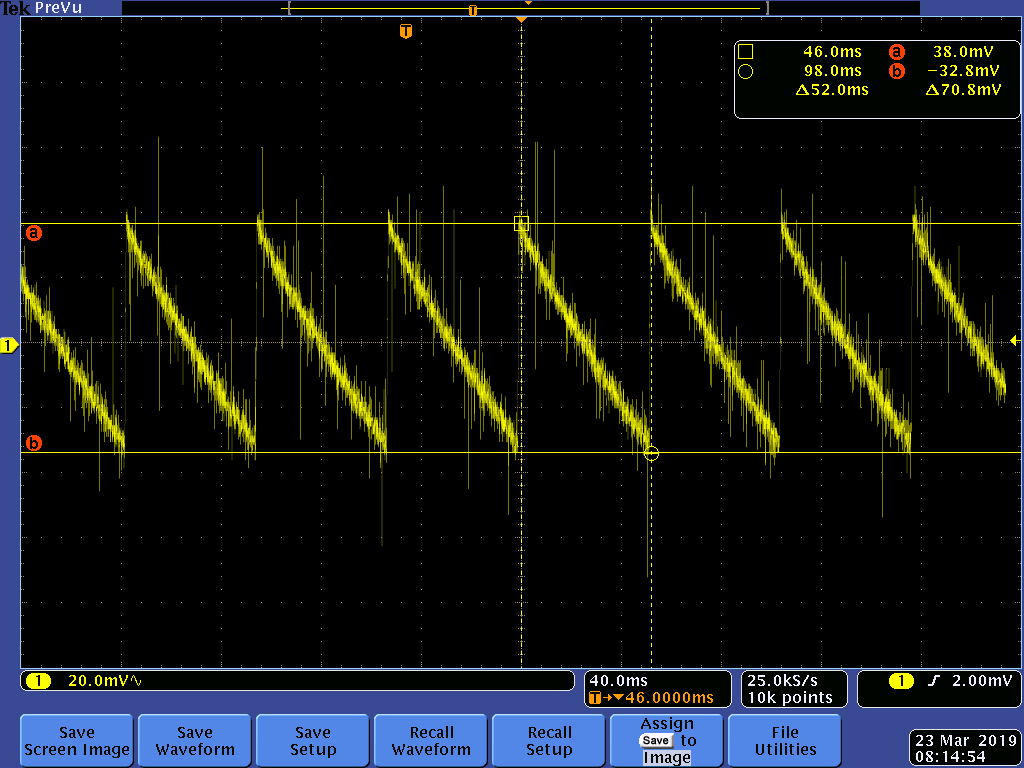 Tek PreVu
T
T
46.0ms a 38.0mV
98.0ms b −32.8mV
Δ52.0ms Δ70.8mV
a
1
b
1 20.0mV∿
40.0ms
T→▼46.0000ms
25.0kS/s
10k points
1 ∫ 2.00mV
Save
Screen Image
Save
Waveform
Save
Setup
Recall
Waveform
Recall
Setup
Assign
Save to
Image
File
Utilities
23 Mar 2019
08:14:54